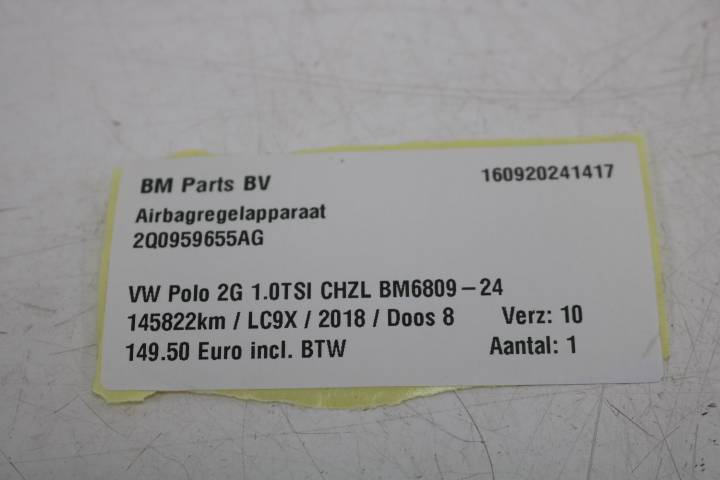 BM Parts BV 160920241417
Airbagregelapparaat
2Q0959655AG
VW Polo 2G 1.0TSI CHZL BM6809-24
145822km / LC9X / 2018 / Doos 8 Verz: 10
149.50 Euro incl. BTW Aantal: 1